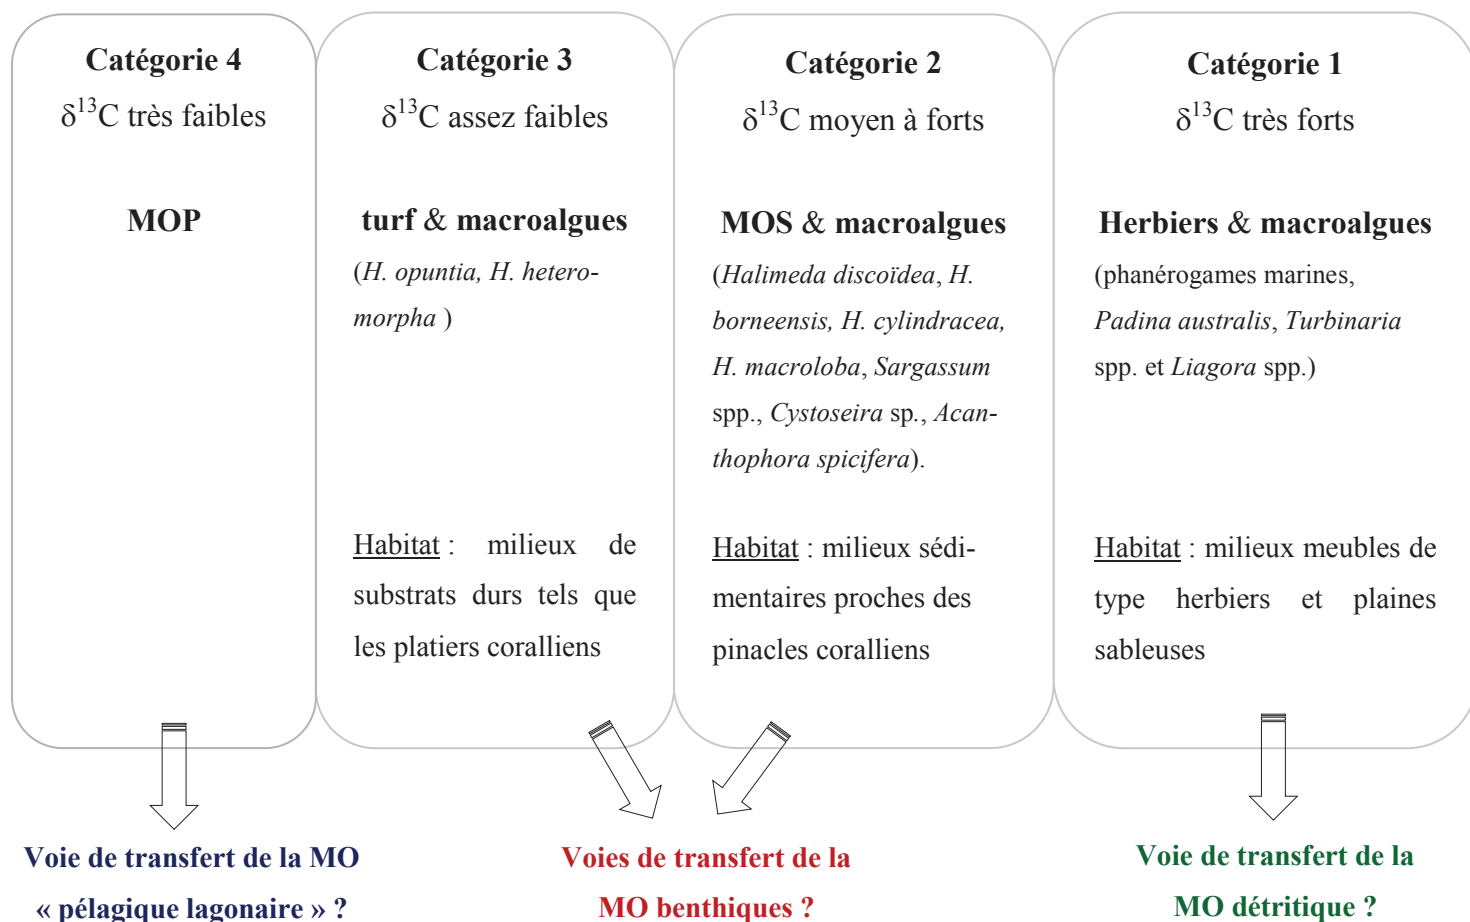 Catégorie 4
δ13C très faibles
MOP
Voie de transfert de la MO
« pélagique lagonaire » ?
Catégorie 3
δ13C assez faibles
turf & macroalgues
(H. opuntia, H. hetero-
morpha )
Habitat : milieux de
substrats durs tels que
les platiers coralliens
Catégorie 2
δ13C moyen à forts
MOS & macroalgues
(Halimeda discoïdea, H.
borneensis, H. cylindracea,
H. macroloba, Sargassum
spp., Cystoseira sp., Acan-
thophora spicifera).
Habitat : milieux sédi-
mentaires proches des
pinacles coralliens
Voies de transfert de la
MO benthiques ?
Catégorie 1
δ13C très forts
Herbiers & macroalgues
(phanérogames marines,
Padina australis, Turbinaria
spp. et Liagora spp.)
Habitat : milieux meubles de
type herbiers et plaines
sableuses
Voie de transfert de la
MO détritique ?